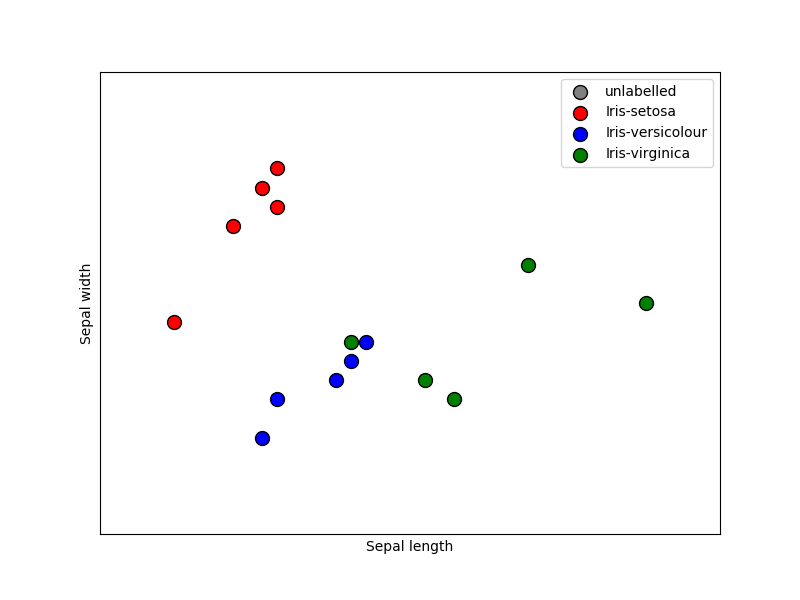 unlabelled
Iris-setosa
Iris-versicolour
Iris-virginica
Sepal width
Sepal length